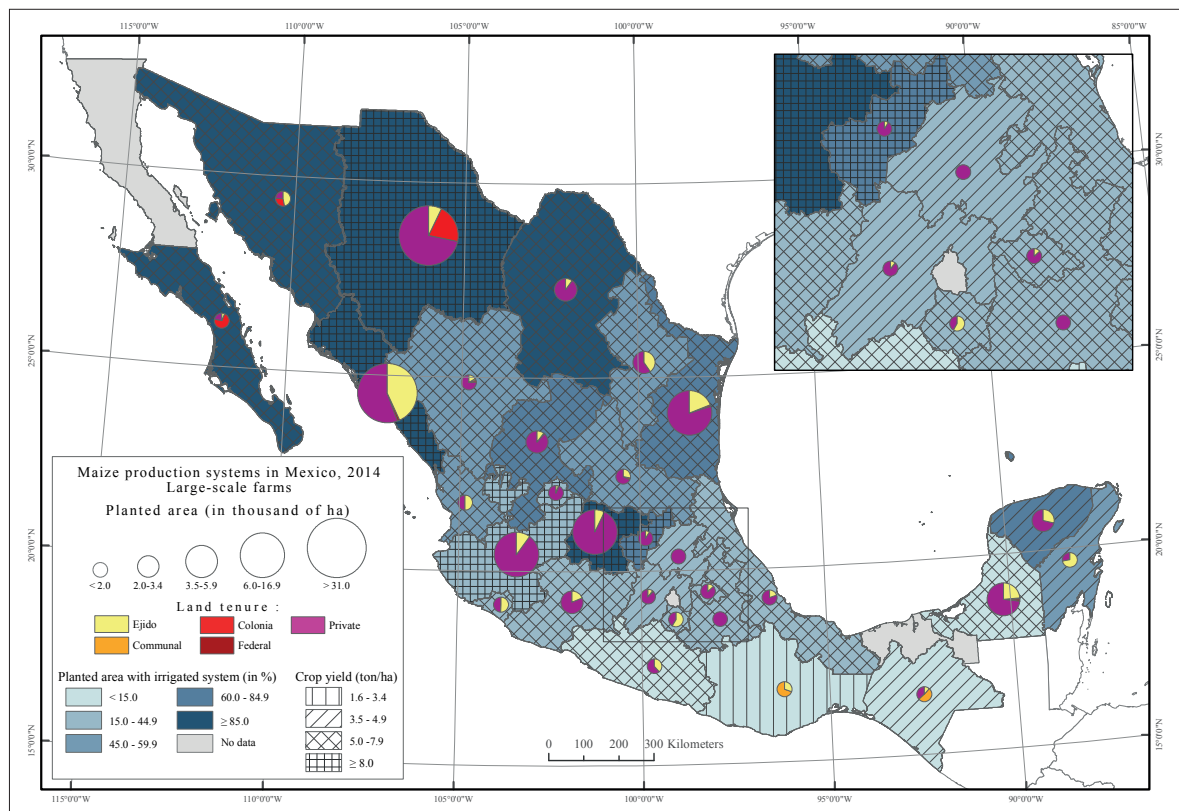 115°0'0"W 110°0'0"W 105°0'0"W 100°0'0"W 95°0'0"W 90°0'0"W 85°0'0"W
30°0'0"N
30°0'0"N
25°0'0"N
25°0'0"N
20°0'0"N
20°0'0"N
15°0'0"N
15°0'0"N
Maize production systems in Mexico, 2014
Large-scale farms
Planted area (in thousand of ha)
< 2.0 2.0-3.4 3.5-5.9 6.0-16.9 > 31.0
Land tenure :
Ejido Colonia Private
Communal Federal
Planted area with irrigated system (in %)
< 15.0 60.0 - 84.9
15.0 - 44.9 ≥ 85.0
45.0 - 59.9 No data
Crop yield (ton/ha)
1.6 - 3.4
3.5 - 4.9
5.0 -7.9
≥ 8.0
0 100 200 300 Kilometers
115°0'0"W 110°0'0"W 105°0'0"W 100°0'0"W 95°0'0"W 90°0'0"W